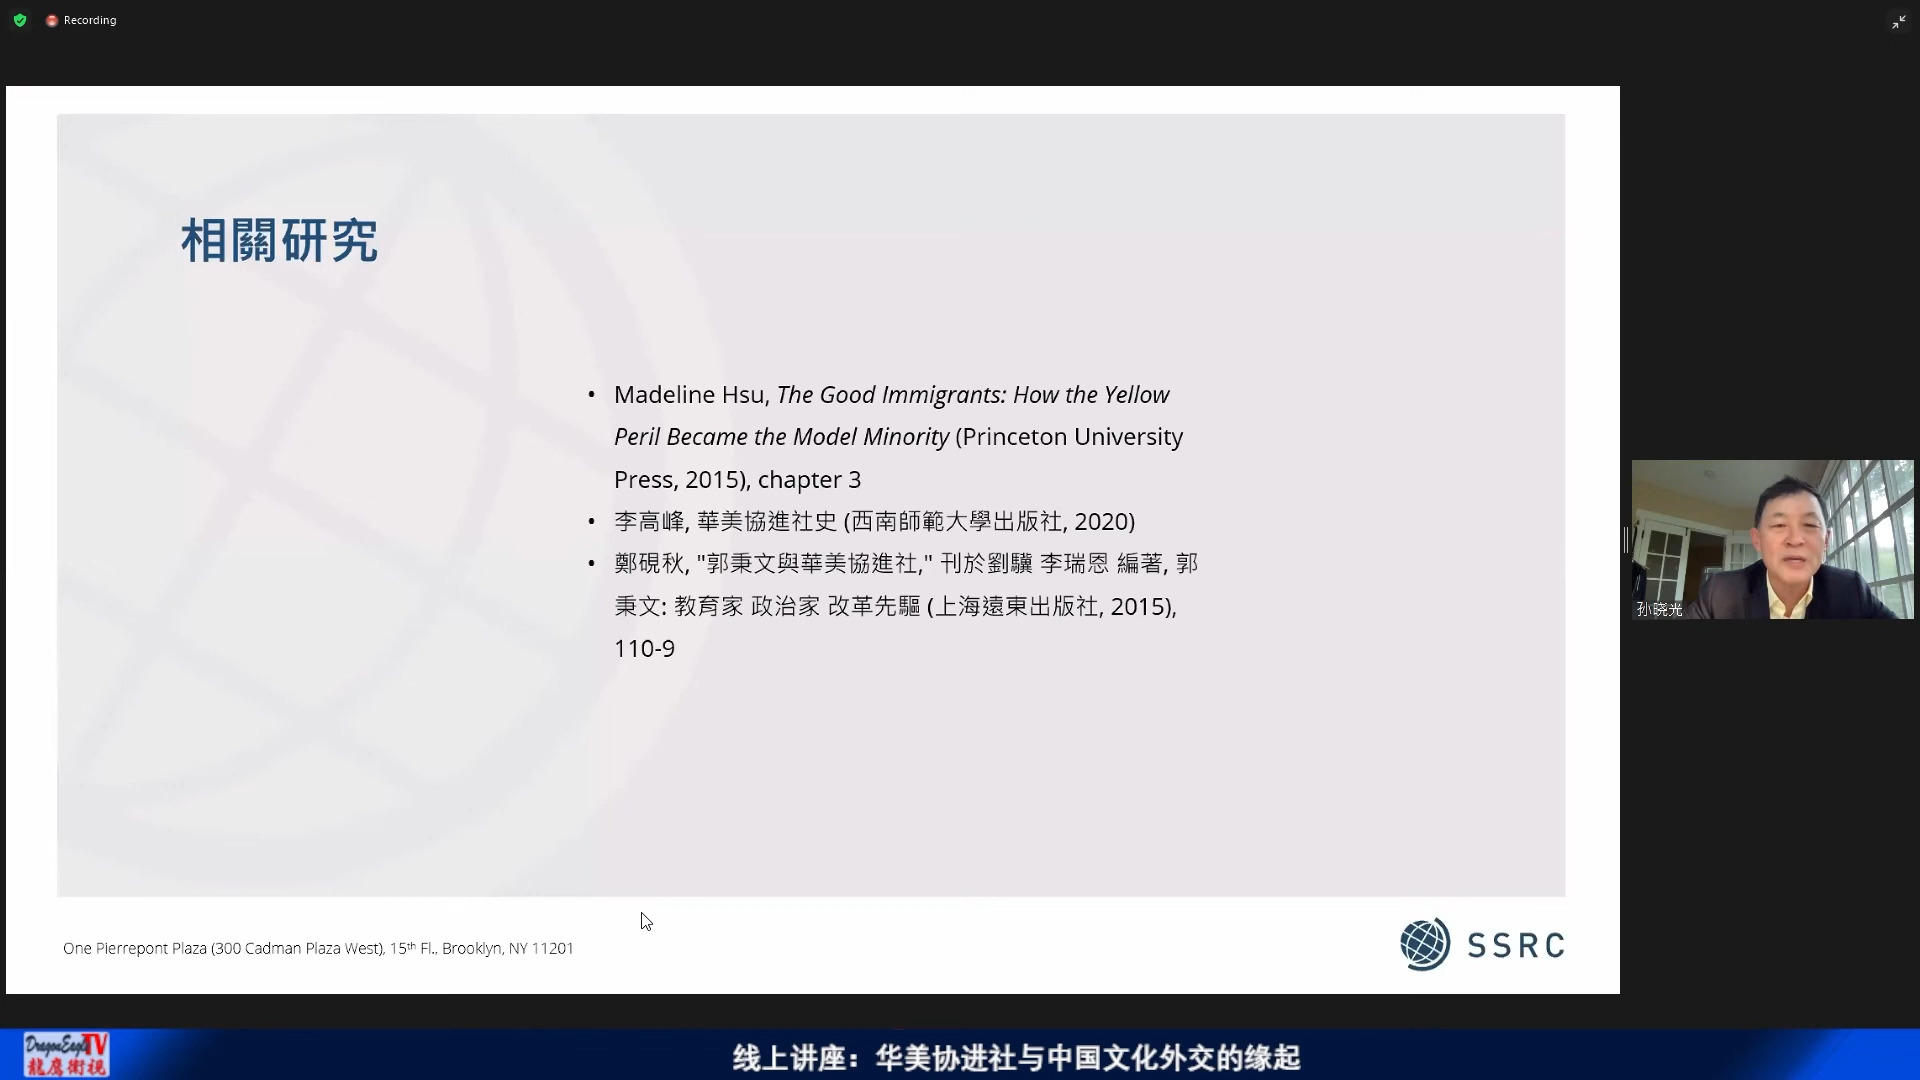 Recording
相關研究
• Madeline Hsu, The Good Immigrants: How the Yellow
Peril Became the Model Minority (Princeton University
Press, 2015), chapter 3
• 李高峰, 華美協進社史 (西南師範大學出版社, 2020)
• 鄭硯秋, "郭秉文與華美協進社," 刊於劉驥 李瑞恩 編著, 郭
秉文: 教育家 政治家 改革先驅 (上海遠東出版社, 2015),
110-9
孙晓光
One Pierrepont Plaza (300 Cadman Plaza West), 15th Fl., Brooklyn, NY 11201
SSRC
DragonEagle TV
龍鷹衛視
线上讲座：华美协进社与中国文化外交的缘起